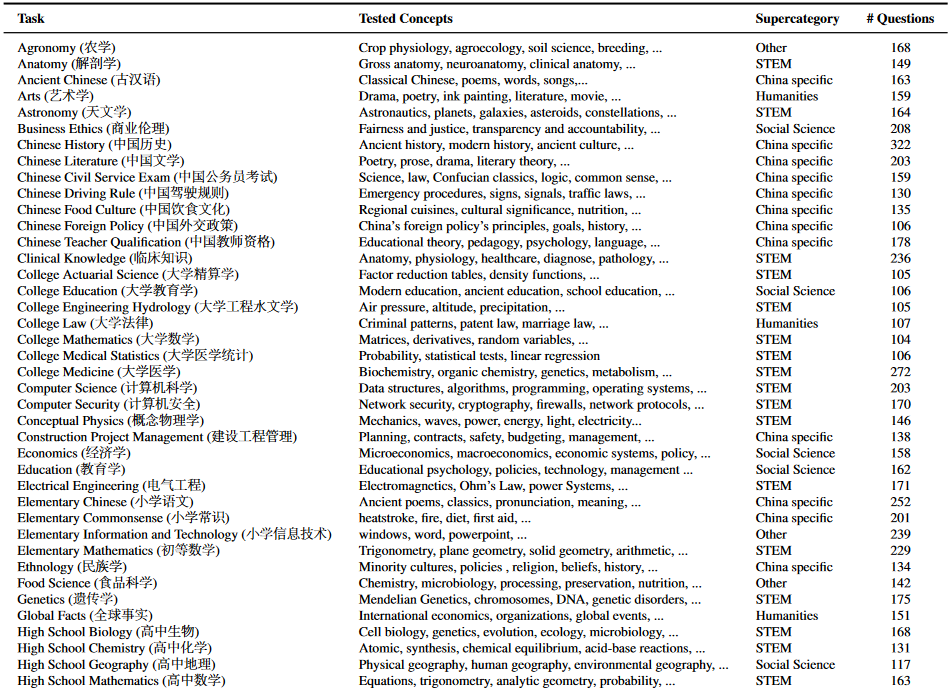 Task Tested Concepts Supercategory # Questions
Agronomy (农学) Crop physiology, agroecology, soil science, breeding, ... Other 168
Anatomy (解剖学) Gross anatomy, neuroanatomy, clinical anatomy, ... STEM 149
Ancient Chinese (古汉语) Classical Chinese, poems, words, songs,... China specific 163
Arts (艺术学) Drama, poetry, ink painting, literature, movie, ... Humanities 159
Astronomy (天文学) Astronautics, planets, galaxies, asteroids, constellations, ... STEM 164
Business Ethics (商业伦理) Fairness and justice, transparency and accountability, ... Social Science 208
Chinese History (中国历史) Ancient history, modern history, ancient culture, ... China specific 322
Chinese Literature (中国文学) Poetry, prose, drama, literary theory, ... China specific 203
Chinese Civil Service Exam (中国公务员考试) Science, law, Confucian classics, logic, common sense, ... China specific 159
Chinese Driving Rule (中国驾驶规则) Emergency procedures, signs, signals, traffic laws, ... China specific 130
Chinese Food Culture (中国饮食文化) Regional cuisines, cultural significance, nutrition, ... China specific 135
Chinese Foreign Policy (中国外交政策) China's foreign policy's principles, goals, history, ... China specific 106
Chinese Teacher Qualification (中国教师资格) Educational theory, pedagogy, psychology, language, ... China specific 178
Clinical Knowledge (临床知识) Anatomy, physiology, healthcare, diagnose, pathology, ... STEM 236
College Actuarial Science (大学精算学) Factor reduction tables, density functions, ... STEM 105
College Education (大学教育学) Modern education, ancient education, school education, ... Social Science 106
College Engineering Hydrology (大学工程水文学) Air pressure, altitude, precipitation, ... STEM 105
College Law (大学法律) Criminal patterns, patent law, marriage law, ... Humanities 107
College Mathematics (大学数学) Matrices, derivatives, random variables, ... STEM 104
College Medical Statistics (大学医学统计) Probability, statistical tests, linear regression STEM 106
College Medicine (大学医学) Biochemistry, organic chemistry, genetics, metabolism, ... STEM 272
Computer Science (计算机科学) Data structures, algorithms, programming, operating systems, ... STEM 203
Computer Security (计算机安全) Network security, cryptography, firewalls, network protocols, ... STEM 170
Conceptual Physics (概念物理学) Mechanics, waves, power, energy, light, electricity... STEM 146
Construction Project Management (建设工程管理) Planning, contracts, safety, budgeting, management, ... China specific 138
Economics (经济学) Microeconomics, macroeconomics, economic systems, policy, ... Social Science 158
Education (教育学) Educational psychology, policies, technology, management ... Social Science 162
Electrical Engineering (电气工程) Electromagnetics, Ohm's Law, power Systems, ... STEM 171
Elementary Chinese (小学语文) Ancient poems, classics, pronunciation, meaning, ... China specific 252
Elementary Commonsense (小学常识) heatstroke, fire, diet, first aid, ... China specific 201
Elementary Information and Technology (小学信息技术) windows, word, powerpoint, ... Other 239
Elementary Mathematics (初等数学) Trigonometry, plane geometry, solid geometry, arithmetic, ... STEM 229
Ethnology (民族学) Minority cultures, policies , religion, beliefs, history, ... China specific 134
Food Science (食品科学) Chemistry, microbiology, processing, preservation, nutrition, ... Other 142
Genetics (遗传学) Mendelian Genetics, chromosomes, DNA, genetic disorders, ... STEM 175
Global Facts (全球事实) International economics, organizations, global events, ... Humanities 151
High School Biology (高中生物) Cell biology, genetics, evolution, ecology, microbiology, ... STEM 168
High School Chemistry (高中化学) Atomic, synthesis, chemical equilibrium, acid-base reactions, ... STEM 131
High School Geography (高中地理) Physical geography, human geography, environmental geography, ... Social Science 117
High School Mathematics (高中数学) Equations, trigonometry, analytic geometry, probability, ... STEM 163